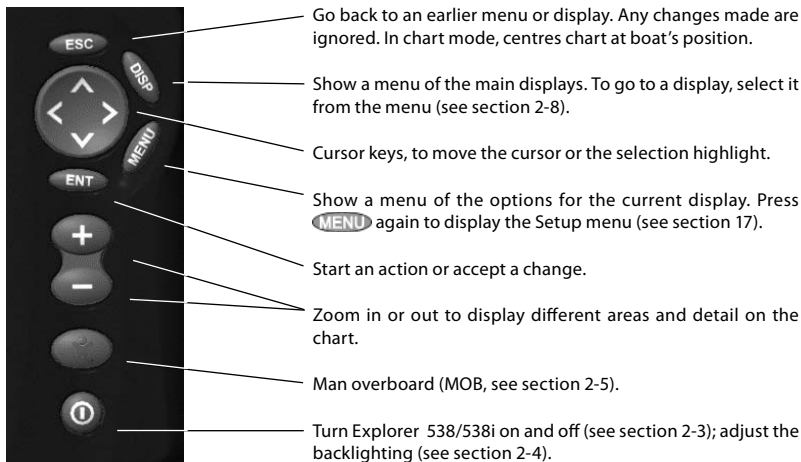 ESC
DISP
MENU
ENT
Go back to an earlier menu or display. Any changes made are
ignored. In chart mode, centres chart at boat's position.
Show a menu of the main displays. To go to a display, select it
from the menu (see section 2-8).
Cursor keys, to move the cursor or the selection highlight.
Show a menu of the options for the current display. Press
MENU again to display the Setup menu (see section 17).
Start an action or accept a change.
Zoom in or out to display different areas and detail on the
chart.
Man overboard (MOB, see section 2-5).
Turn Explorer 538/538i on and off (see section 2-3); adjust the
backlighting (see section 2-4).